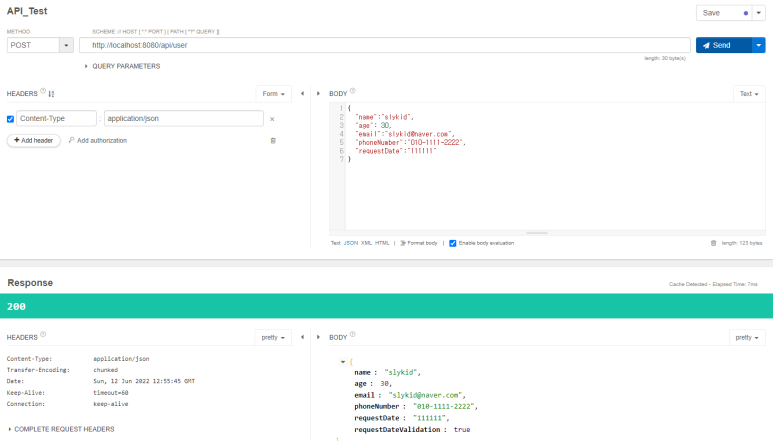 API_Test
Save
METHOD
SCHEME :// HOST [ ":" PORT ] [ PATH [ "?" QUERY ]]
POST
http://localhost:8080/api/user
Send
length: 30 byte(s)
QUERY PARAMETERS
HEADERS
Form
BODY
Text
Content-Type : application/json
+ Add header
Add authorization
1 {
2 "name":"slykid",
3 "age": 30,
4 "email":"slykid@naver.com",
5 "phoneNumber":"010-1111-2222",
6 "requestDate":"111111"
7 }
Text JSON XML HTML | Format body | Enable body evaluation
length: 123 bytes
Response
Cache Detected - Elapsed Time: 7ms
200
HEADERS
pretty
BODY
pretty
Content-Type: application/json
Transfer-Encoding: chunked
Date: Sun, 12 Jun 2022 12:55:45 GMT
Keep-Alive: timeout=60
Connection: keep-alive
COMPLETE REQUEST HEADERS
{
name : "slykid",
age : 30,
email : "slykid@naver.com",
phoneNumber : "010-1111-2222",
requestDate : "111111",
requestDateValidation : true